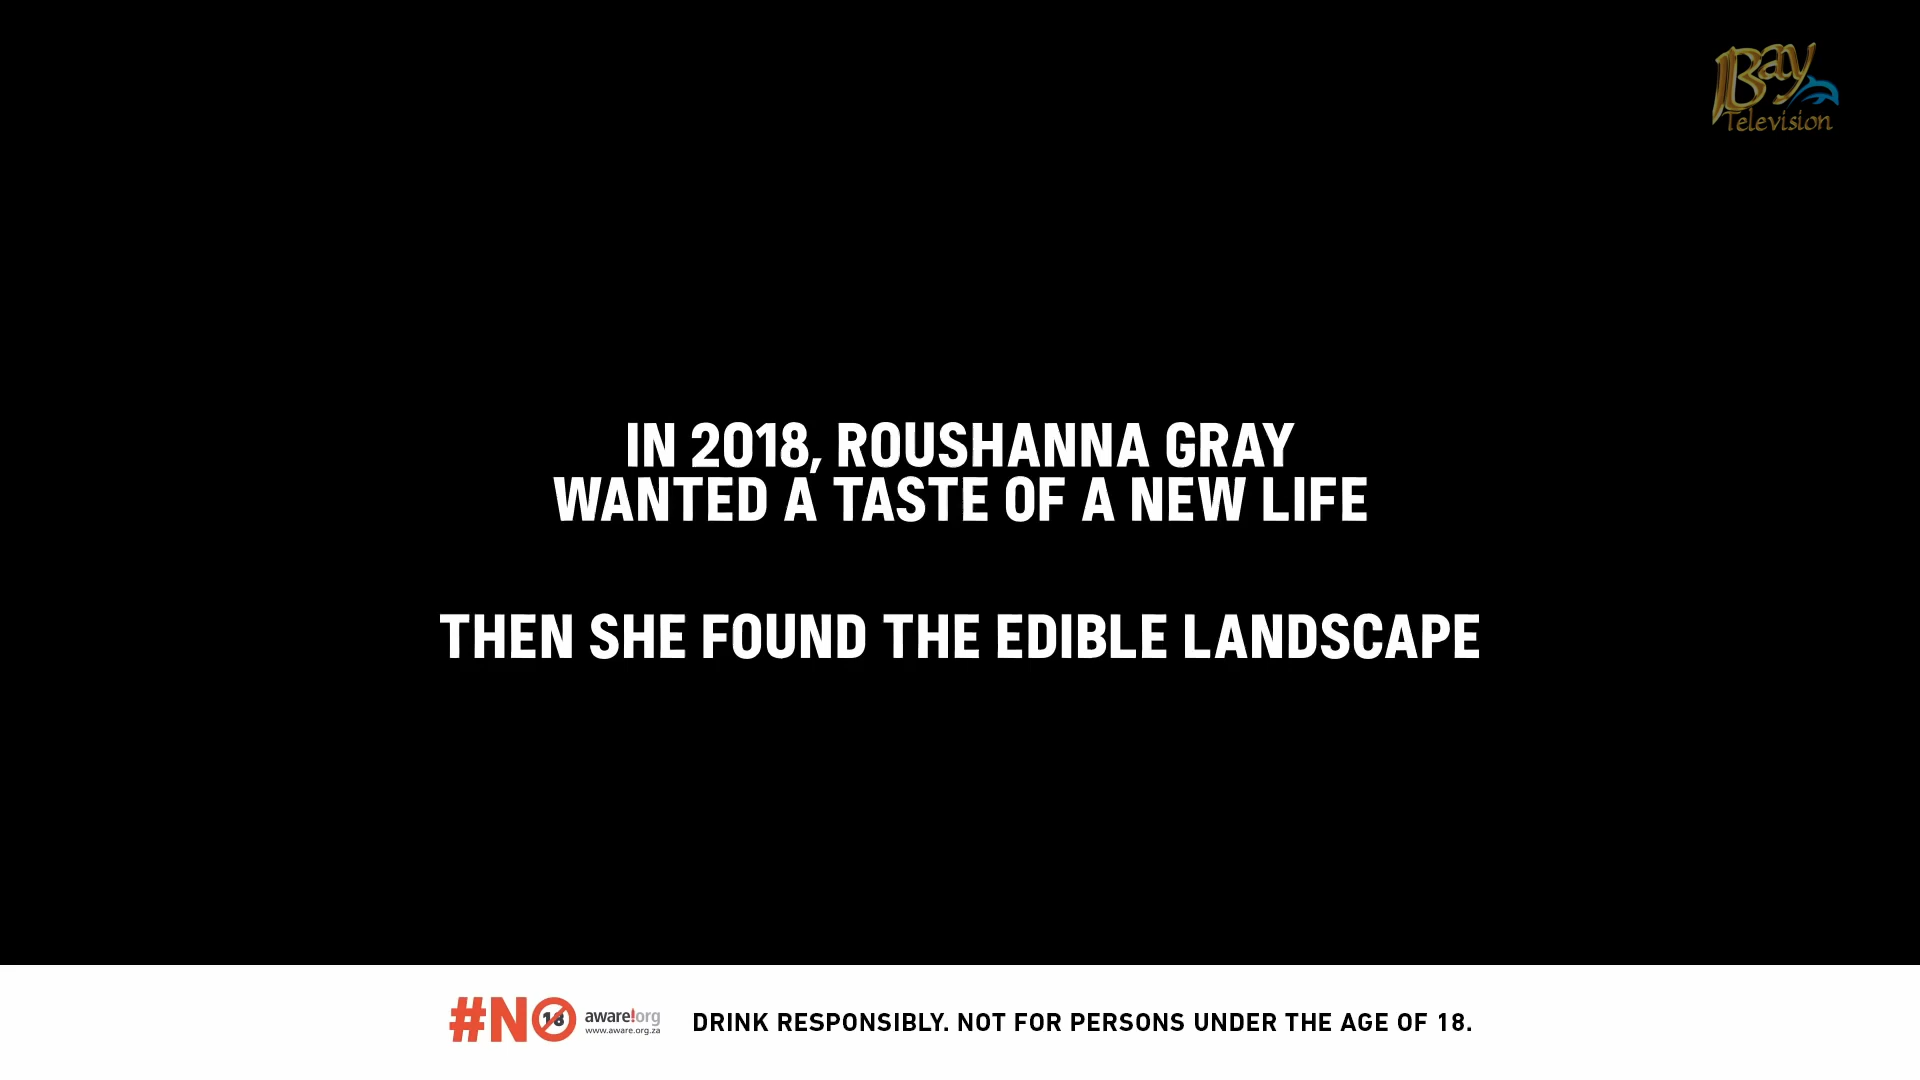 Bay
Television
IN 2018, ROUSHANNA GRAY
WANTED A TASTE OF A NEW LIFE
THEN SHE FOUND THE EDIBLE LANDSCAPE
#NO 18
aware!org
www.aware.org.za
DRINK RESPONSIBLY. NOT FOR PERSONS UNDER THE AGE OF 18.